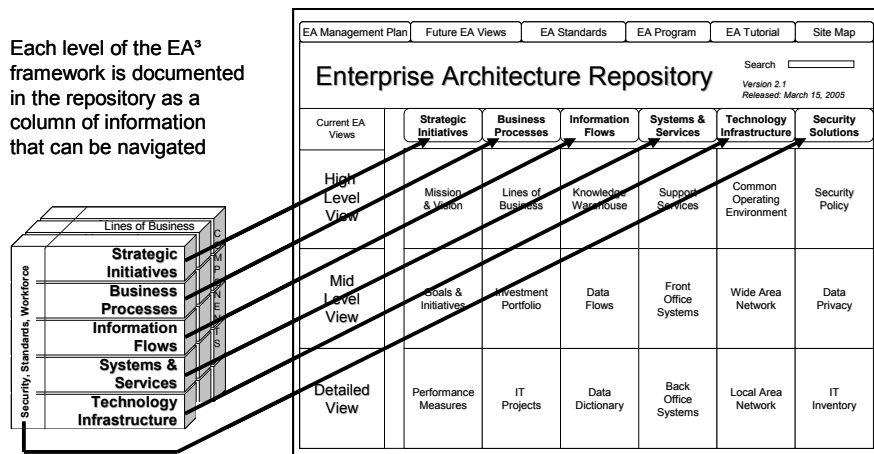 Each level of the EA³
framework is documented
in the repository as a
column of information
that can be navigated
Lines of Business
COMPONENTS
Strategic
Initiatives
Business
Processes
Information
Flows
Systems &
Services
Technology
Infrastructure
Security, Standards, Workforce
EA Management Plan
Future EA Views
EA Standards
EA Program
EA Tutorial
Site Map
Enterprise Architecture Repository
Search
Version 2.1
Released: March 15, 2005
Current EA
Views
Strategic
Initiatives
Business
Processes
Information
Flows
Systems &
Services
Technology
Infrastructure
Security
Solutions
High
Level
View
Mission
& Vision
Lines of
Business
Knowledge
Warehouse
Support
Services
Common
Operating
Environment
Security
Policy
Mid
Level
View
Goals &
Initiatives
Investment
Portfolio
Data
Flows
Front
Office
Systems
Wide Area
Network
Data
Privacy
Detailed
View
Performance
Measures
IT
Projects
Data
Dictionary
Back
Office
Systems
Local Area
Network
IT
Inventory